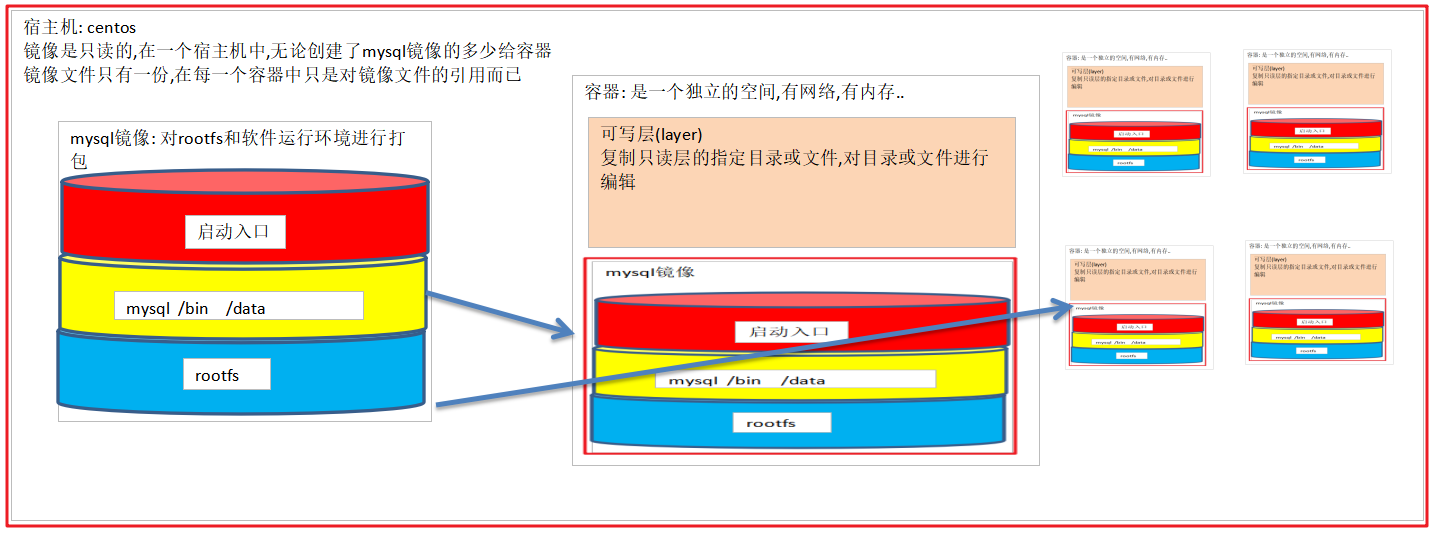 宿主机: centos
镜像是只读的,在一个宿主机中,无论创建了mysql镜像的多少给容器
镜像文件只有一份,在每一个容器中只是对镜像文件的引用而已
mysql镜像: 对rootfs和软件运行环境进行打
包
启动入口
mysql /bin /data
rootfs
容器: 是一个独立的空间,有网络,有内存..
可写层(layer)
复制只读层的指定目录或文件,对目录或文件进行
编辑
mysql镜像
启动入口
mysql /bin /data
rootfs
容器: 是一个独立的空间,有网络,有内存..
可写层(layer)
复制只读层的指定目录或文件,对目录或文件进行
编辑
mysql镜像
启动入口
mysql /bin /data
rootfs
容器: 是一个独立的空间,有网络,有内存..
可写层(layer)
复制只读层的指定目录或文件,对目录或文件进行
编辑
mysql镜像
启动入口
mysql /bin /data
rootfs
容器: 是一个独立的空间,有网络,有内存..
可写层(layer)
复制只读层的指定目录或文件,对目录或文件进行
编辑
mysql镜像
启动入口
mysql /bin /data
rootfs
容器: 是一个独立的空间,有网络,有内存..
可写层(layer)
复制只读层的指定目录或文件,对目录或文件进行
编辑
mysql镜像
启动入口
mysql /bin /data
rootfs